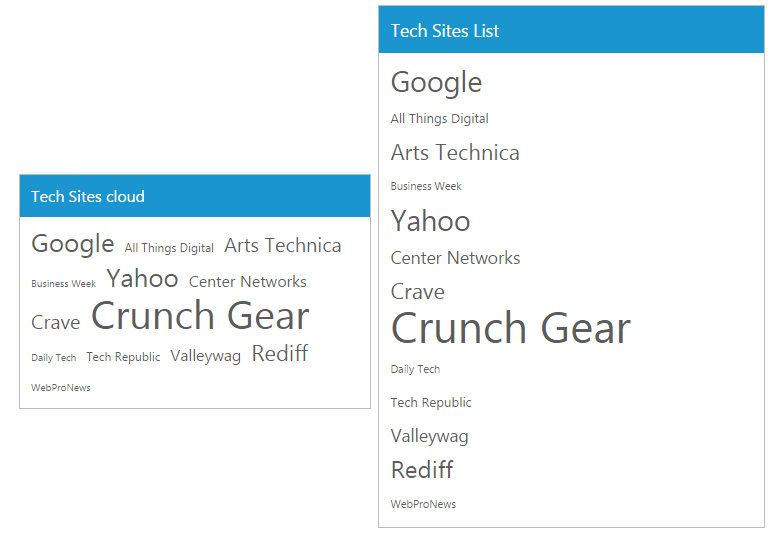 Tech Sites cloud
Google All Things Digital Arts Technica
Business Week Yahoo Center Networks
Crave Crunch Gear
Daily Tech Tech Republic Valleywag Rediff
WebProNews
Tech Sites List
Google
All Things Digital
Arts Technica
Business Week
Yahoo
Center Networks
Crave
Crunch Gear
Daily Tech
Tech Republic
Valleywag
Rediff
WebProNews